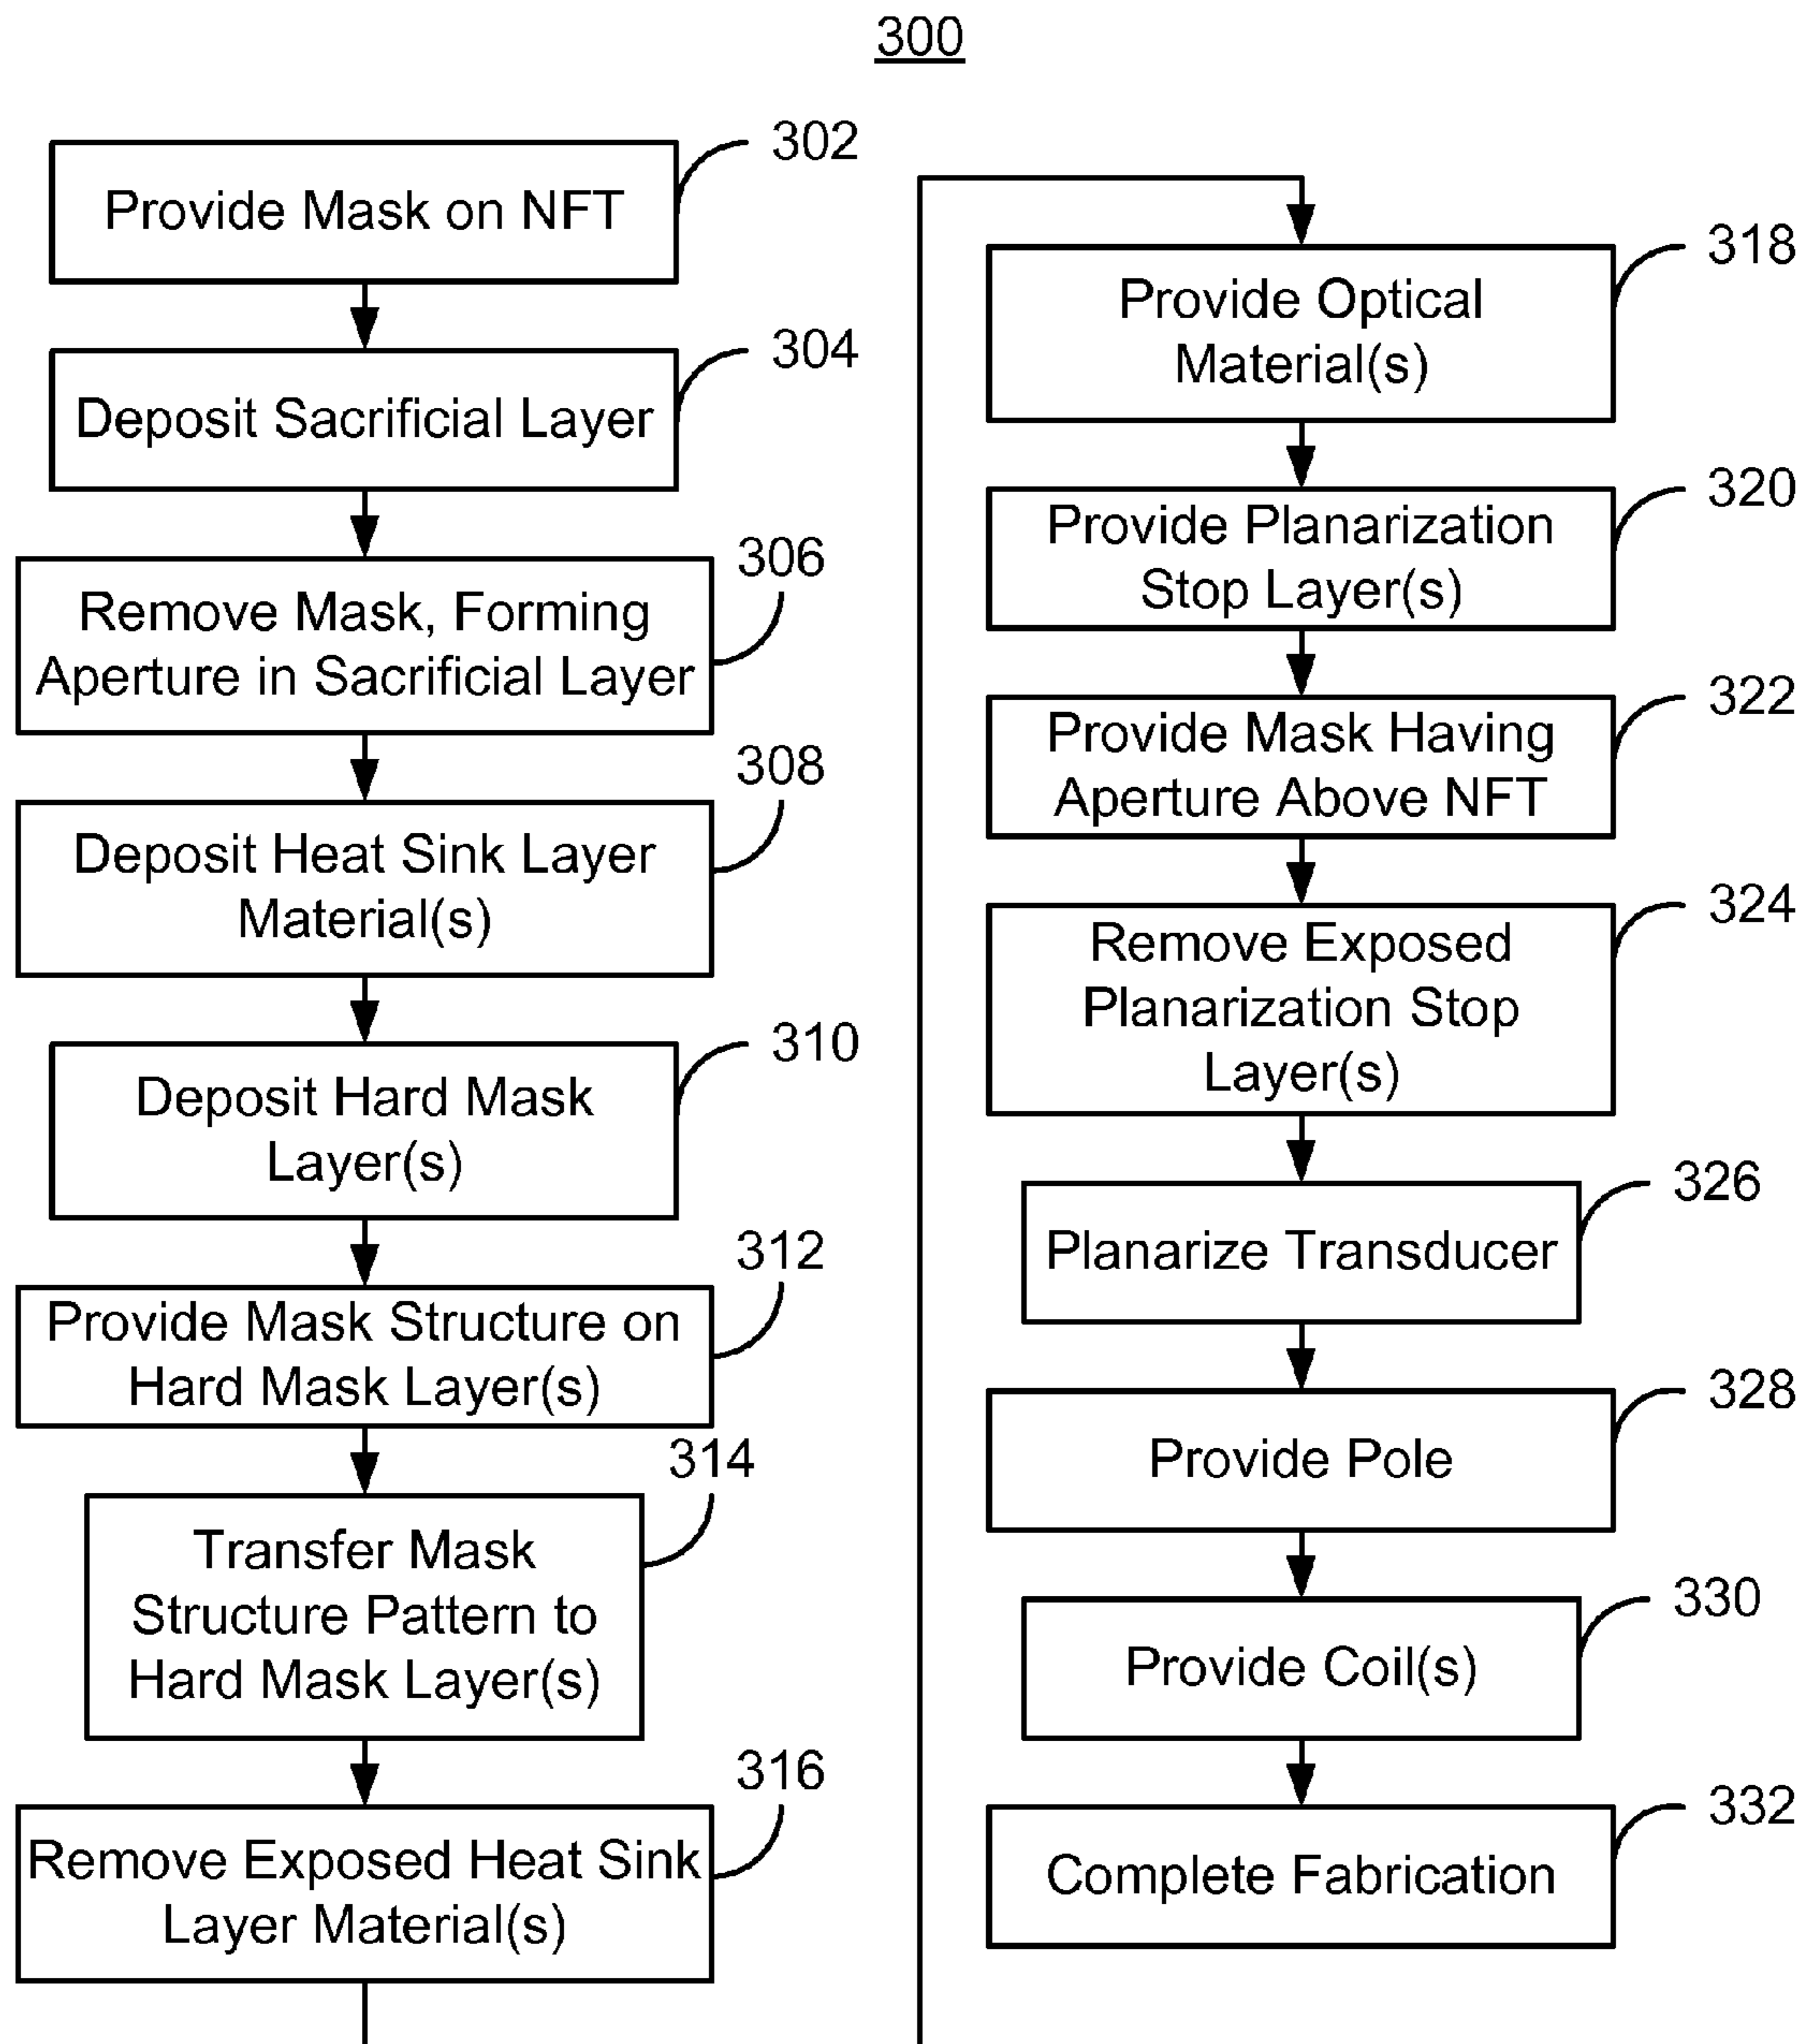 300
302
Provide Mask on NFT
304
Deposit Sacrificial Layer
306
Remove Mask, Forming
Aperture in Sacrificial Layer
308
Deposit Heat Sink Layer
Material(s)
310
Deposit Hard Mask
Layer(s)
312
Provide Mask Structure on
Hard Mask Layer(s)
314
Transfer Mask
Structure Pattern to
Hard Mask Layer(s)
316
Remove Exposed Heat Sink
Layer Material(s)
318
Provide Optical
Material(s)
320
Provide Planarization
Stop Layer(s)
322
Provide Mask Having
Aperture Above NFT
324
Remove Exposed
Planarization Stop
Layer(s)
326
Planarize Transducer
328
Provide Pole
330
Provide Coil(s)
332
Complete Fabrication